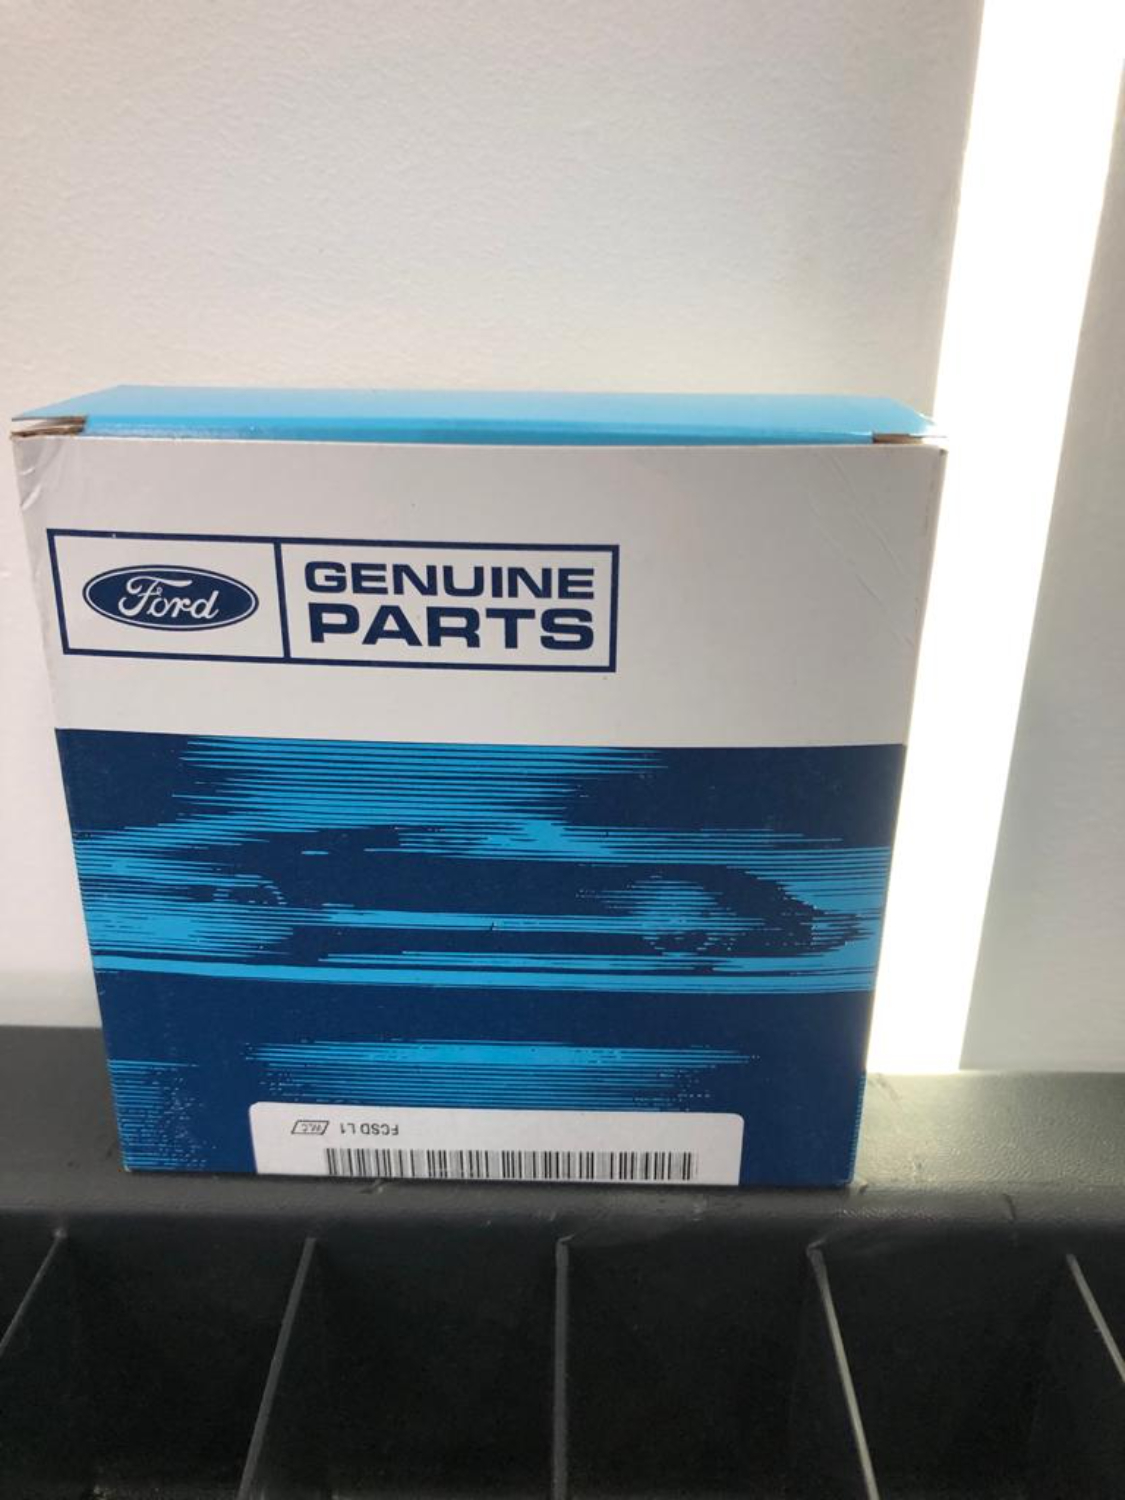 Ford
GENUINE
PARTS
FCSD L1